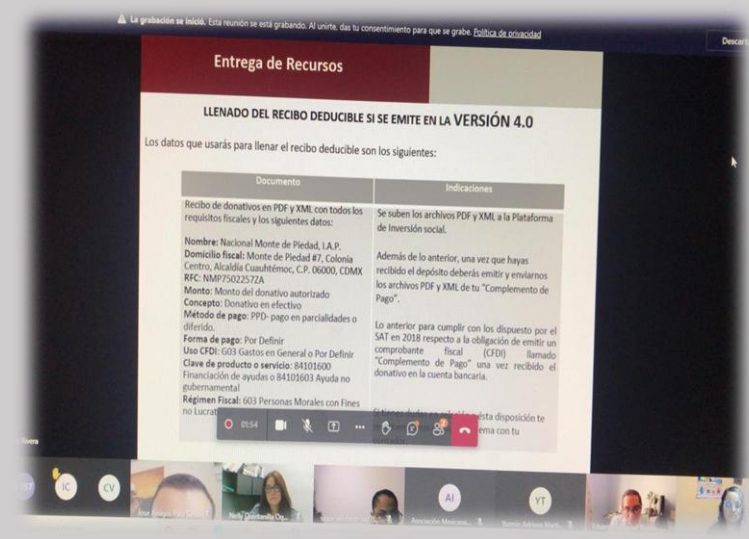 La grabación se inició. Esta reunión se está grabando. Al unirte, das tu consentimiento para que se grabe. Política de privacidad
Descart
Entrega de Recursos
LLENADO DEL RECIBO DEDUCIBLE SI SE EMITE EN LA VERSIÓN 4.0
Los datos que usarás para llenar el recibo deducible son los siguientes:
Documento
Recibo de donativos en PDF y XML con todos los
requisitos fiscales y los siguientes datos:
Nombre: Nacional Monte de Piedad, I.A.P.
Domicilio fiscal: Monte de Piedad #7, Colonia
Centro, Alcaldía Cuauhtémoc, C.P. 06000, CDMX
RFC: NMP7502257ZA
Monto: Monto del donativo autorizado
Concepto: Donativo en efectivo
Método de pago: PPD- pago en parcialidades o
diferido.
Forma de pago: Por Definir
Uso CFDI: G03 Gastos en General o Por Definir
Clave de producto o servicio: 84101600
Financiación de ayudas o 84101603 Ayuda no
gubernamental
Régimen Fiscal: 603 Personas Morales con Fines
no Lucrat
Indicaciones
Se suben los archivos PDF y XML a la Plataforma
de Inversión social.
Además de lo anterior, una vez que hayas
recibido el depósito deberás emitir y enviarnos
los archivos PDF y XML de tu "Complemento de
Pago".
Lo anterior para cumplir con los dispuesto por el
SAT en 2018 respecto a la obligación de emitir un
comprobante fiscal (CFDI) llamado
"Complemento de Pago" una vez recibido el
donativo en la cuenta bancaria.
ésta disposición te
ema con tu
01:54
IC
CV
Nelly Quintanilla
AI
YT